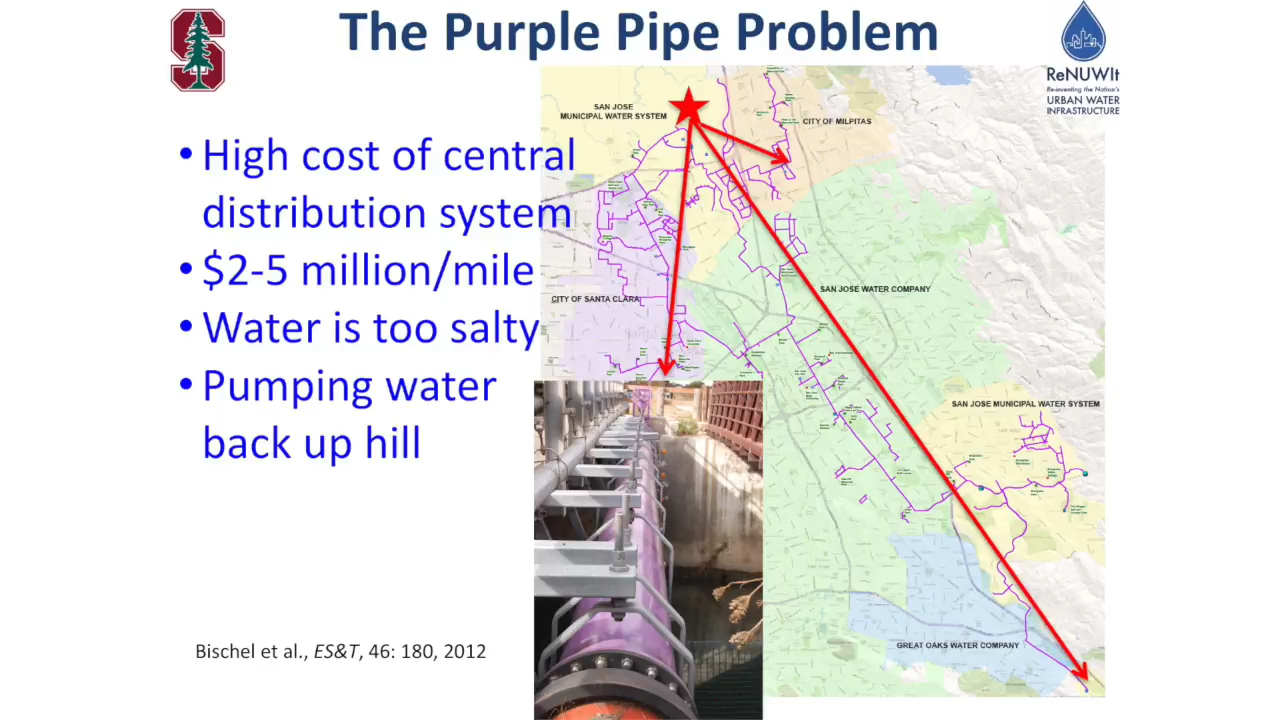 The Purple Pipe Problem
S
ReNUWIt
Re-inventing the Nation's
URBAN WATER
INFRASTRUCTURE
• High cost of central
distribution system
• $2-5 million/mile
• Water is too salty
• Pumping water
back up hill
SAN JOSE
MUNICIPAL WATER SYSTEM
CITY OF MILPITAS
SAN JOSE WATER COMPANY
CITY OF SANTA CLARA
SAN JOSE MUNICIPAL WATER SYSTEM
GREAT OAKS WATER COMPANY
Bischel et al., ES&T, 46: 180, 2012